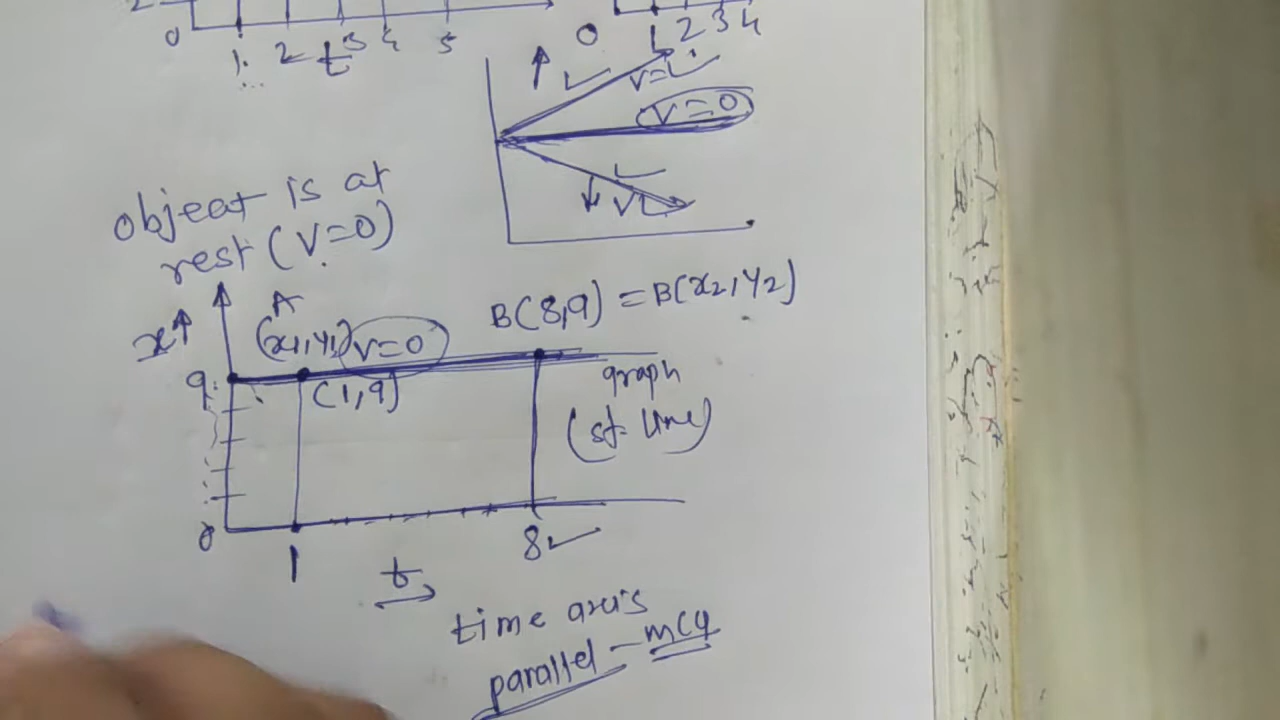 0
1 2 t 3 4 5
0 1 2 3 4
V=
V=0
V
object is at
rest (V=0)
x↑
A
(x1,y1) V=0
B(8,9) = B(x2,y2)
9
(1,9)
graph
(st. line)
0
1
8
t
time axis
parallel - MCQ